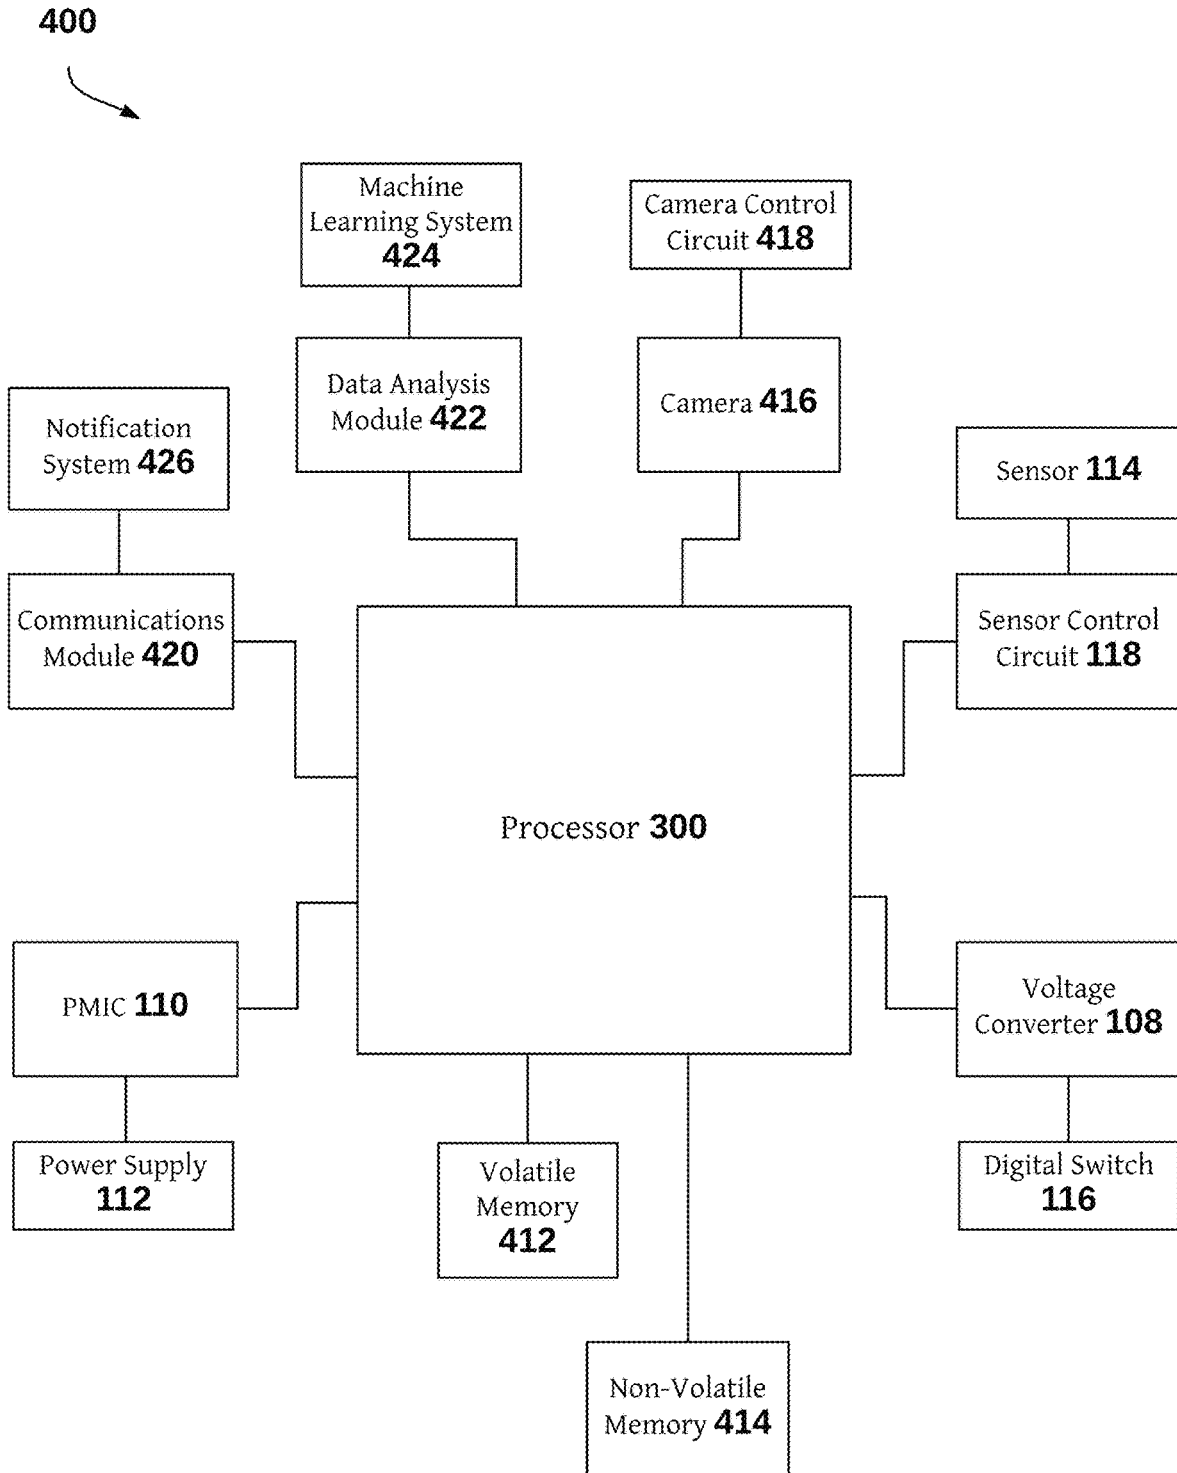 400
Machine
Learning System
424
Camera Control
Circuit 418
Data Analysis
Module 422
Camera 416
Notification
System 426
Sensor 114
Communications
Module 420
Sensor Control
Circuit 118
Processor 300
PMIC 110
Voltage
Converter 108
Power Supply
112
Volatile
Memory
412
Digital Switch
116
Non-Volatile
Memory 414